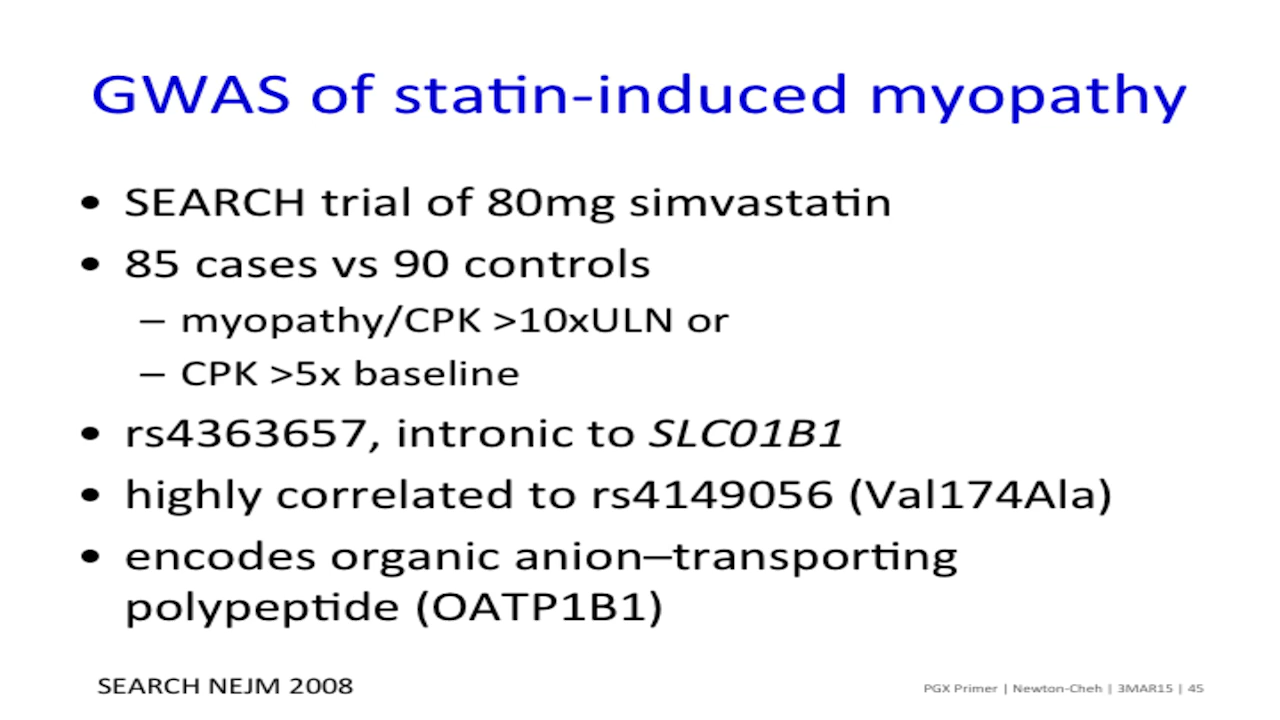 GWAS of statin-induced myopathy
• SEARCH trial of 80mg simvastatin
• 85 cases vs 90 controls
– myopathy/CPK >10xULN or
– CPK >5x baseline
• rs4363657, intronic to SLC01B1
• highly correlated to rs4149056 (Val174Ala)
• encodes organic anion–transporting
polypeptide (OATP1B1)
SEARCH NEJM 2008
PGX Primer | Newton-Cheh | 3MAR15 | 45